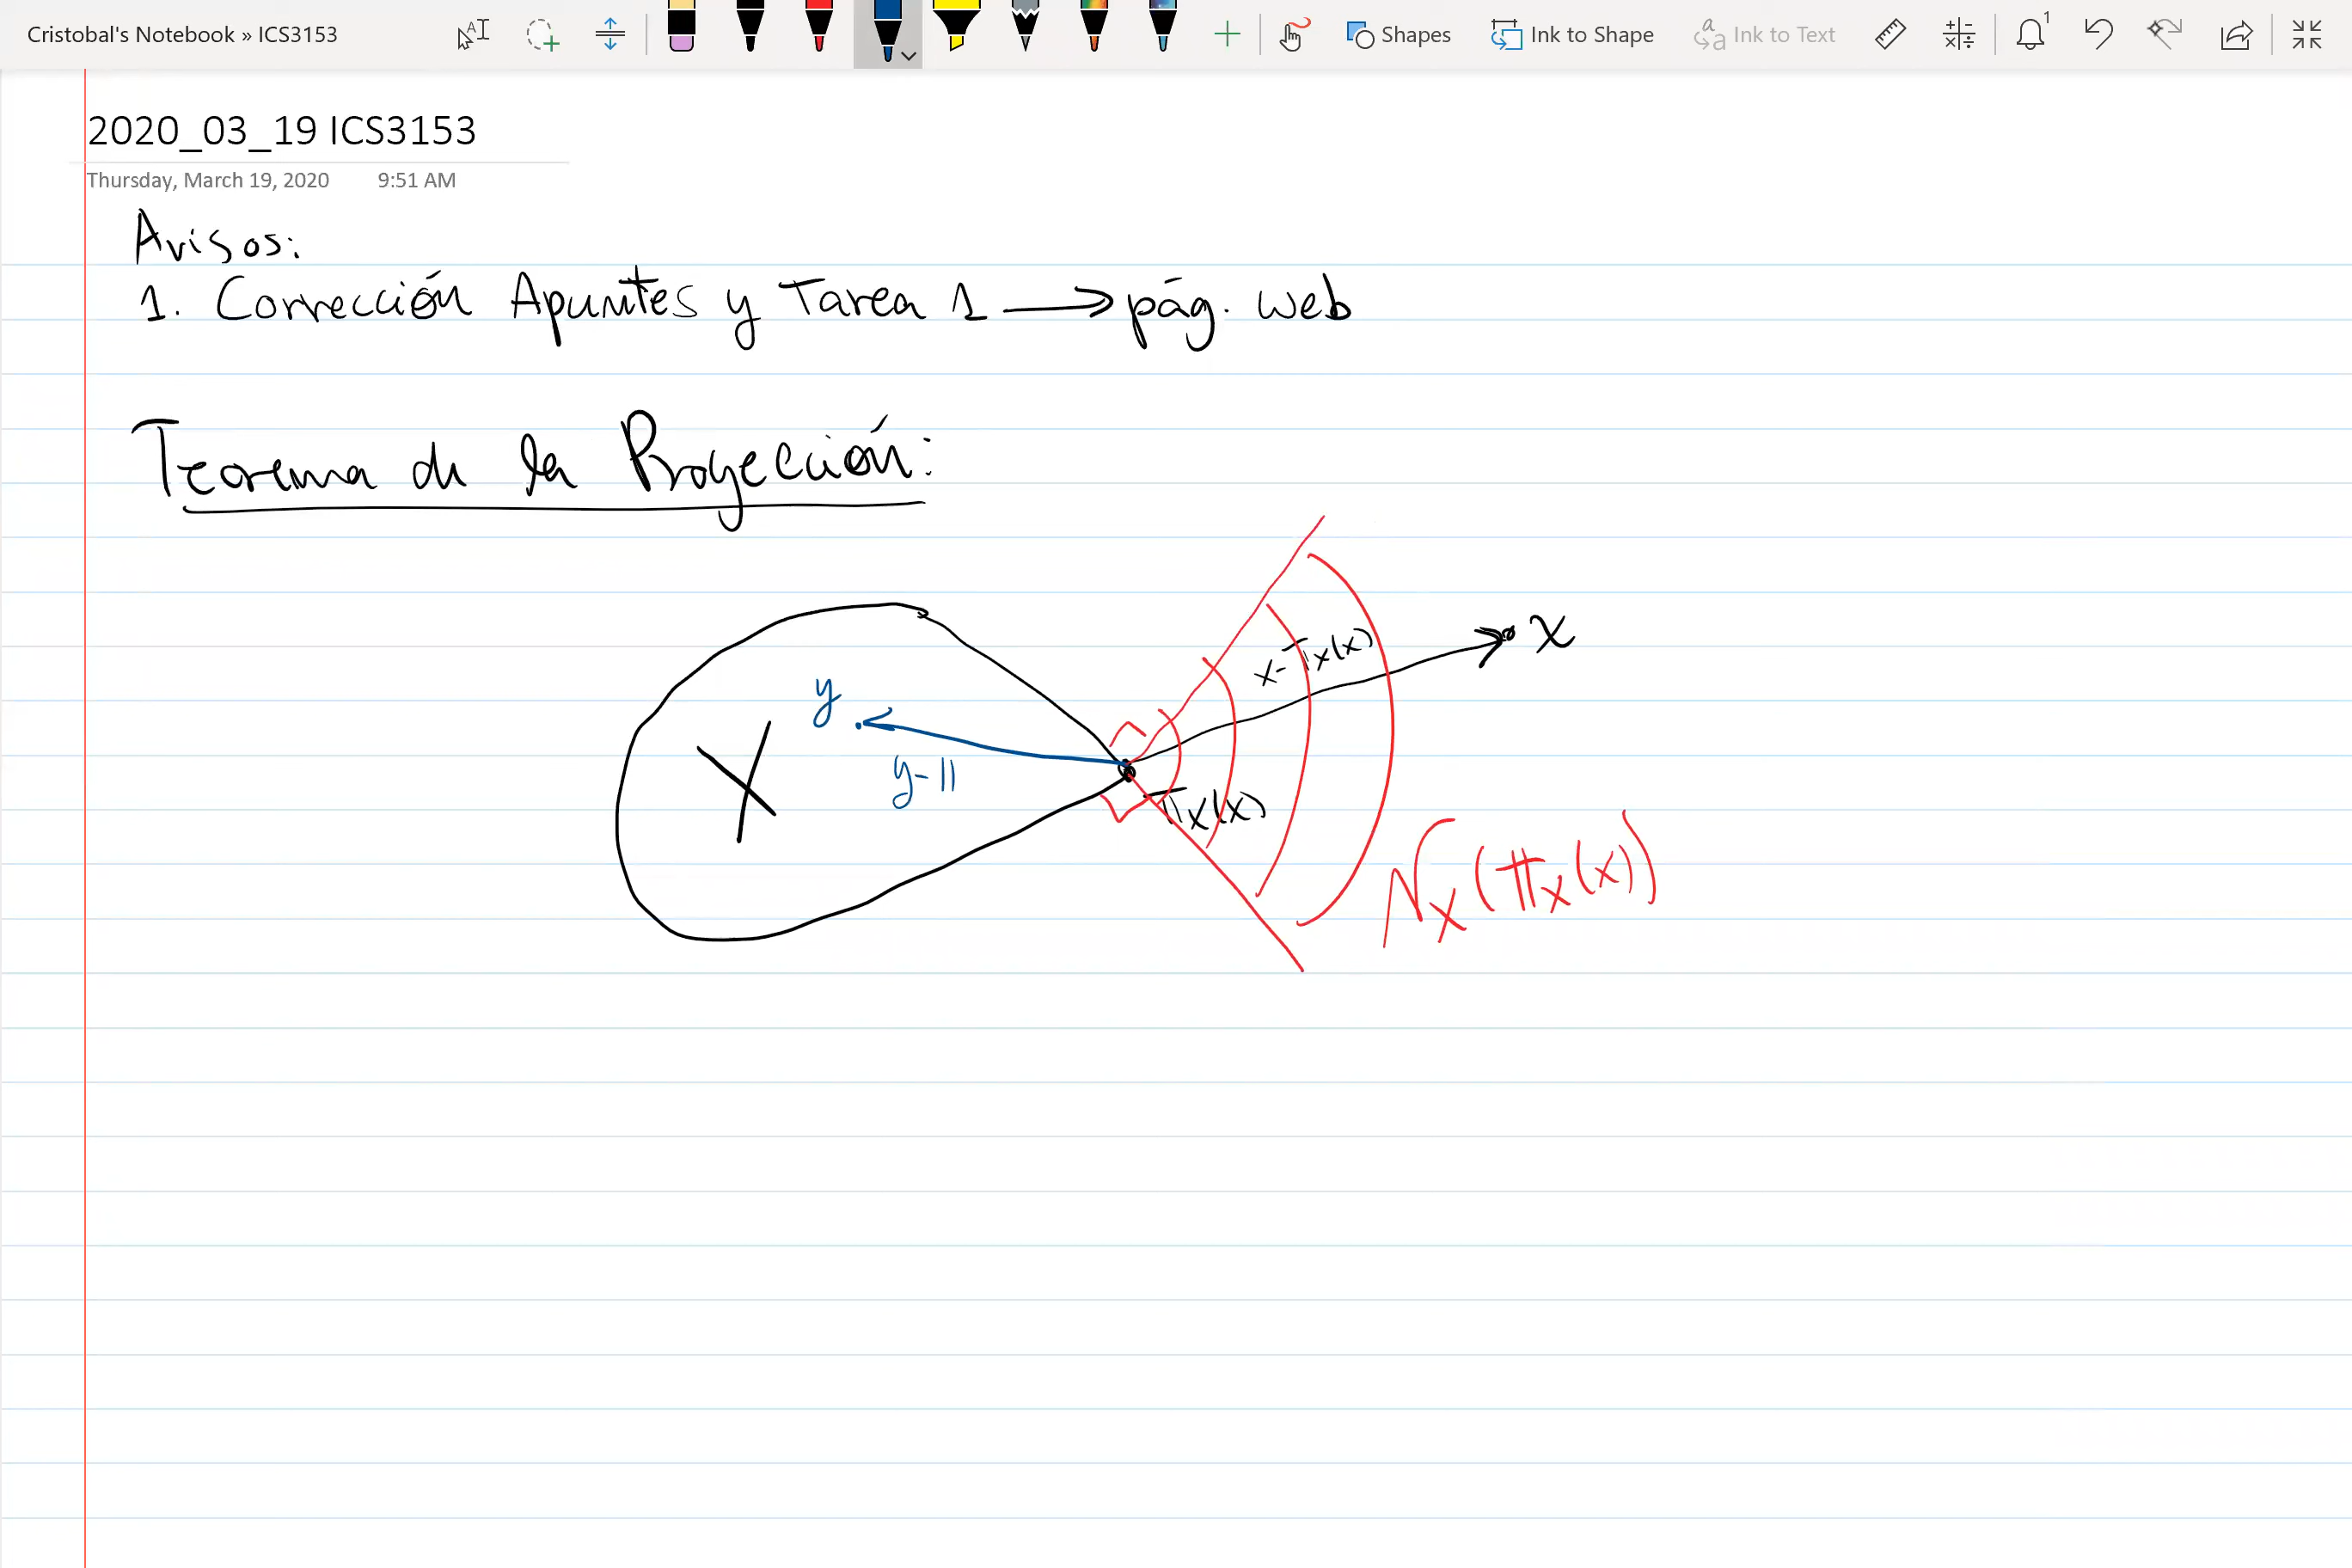 Cristobal's Notebook » ICS3153
Shapes
Ink to Shape
Ink to Text
1
2020_03_19 ICS3153
Thursday, March 19, 2020 9:51 AM
Avisos:
1. Corrección Apuntes y Tarea 1 → pág. web
Teorema de la Proyección:
x
x-πx(x)
y
X
y-π
πx(x)
Nx(πx(x))